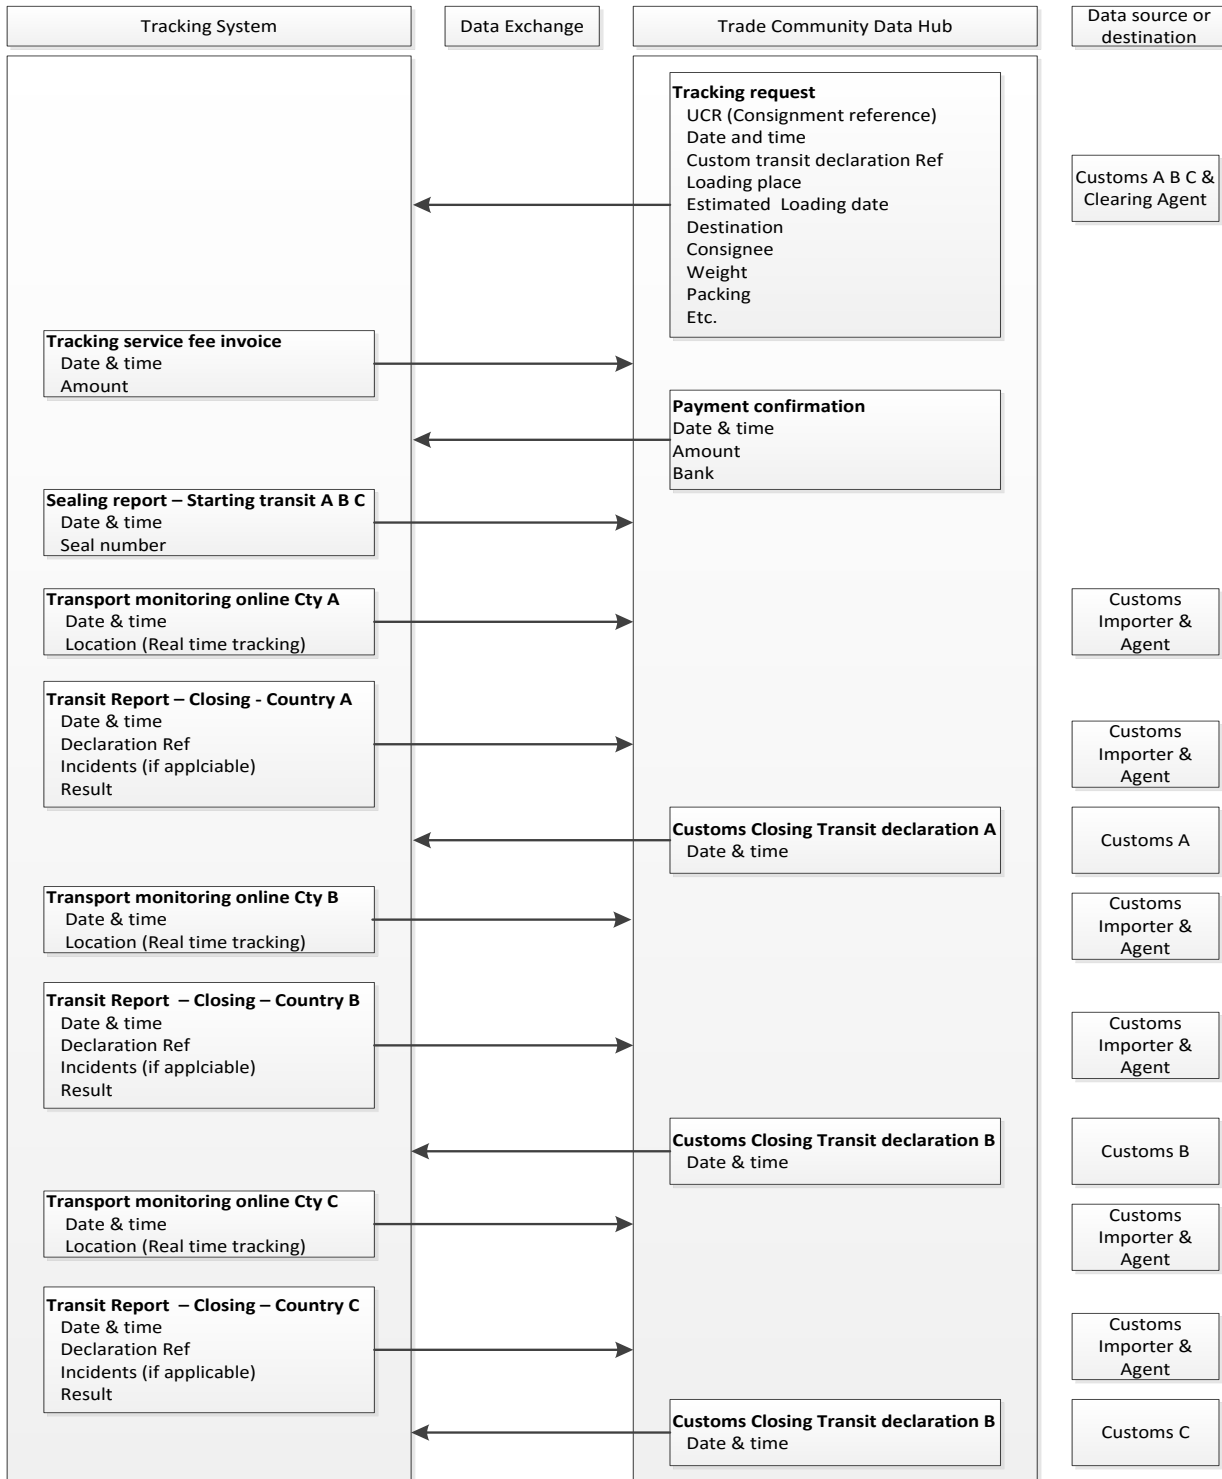 Tracking System
Data Exchange
Trade Community Data Hub
Data source or
destination
Tracking request
UCR (Consignment reference)
Date and time
Custom transit declaration Ref
Loading place
Estimated  Loading date
Destination
Consignee
Weight
Packing
Etc.
Customs A B C &
Clearing Agent
Tracking service fee invoice
Date & time
Amount
Payment confirmation
Date & time
Amount
Bank
Sealing report – Starting transit A B C
Date & time
Seal number
Transport monitoring online Cty A
Date & time
Location (Real time tracking)
Customs
Importer &
Agent
Transit Report – Closing - Country A
Date & time
Declaration Ref
Incidents (if applciable)
Result
Customs
Importer &
Agent
Customs Closing Transit declaration A
Date & time
Customs A
Transport monitoring online Cty B
Date & time
Location (Real time tracking)
Customs
Importer &
Agent
Transit Report  – Closing – Country B
Date & time
Declaration Ref
Incidents (if applciable)
Result
Customs
Importer &
Agent
Customs Closing Transit declaration B
Date & time
Customs B
Transport monitoring online Cty C
Date & time
Location (Real time tracking)
Customs
Importer &
Agent
Transit Report  – Closing – Country C
Date & time
Declaration Ref
Incidents (if applicable)
Result
Customs
Importer &
Agent
Customs Closing Transit declaration B
Date & time
Customs C